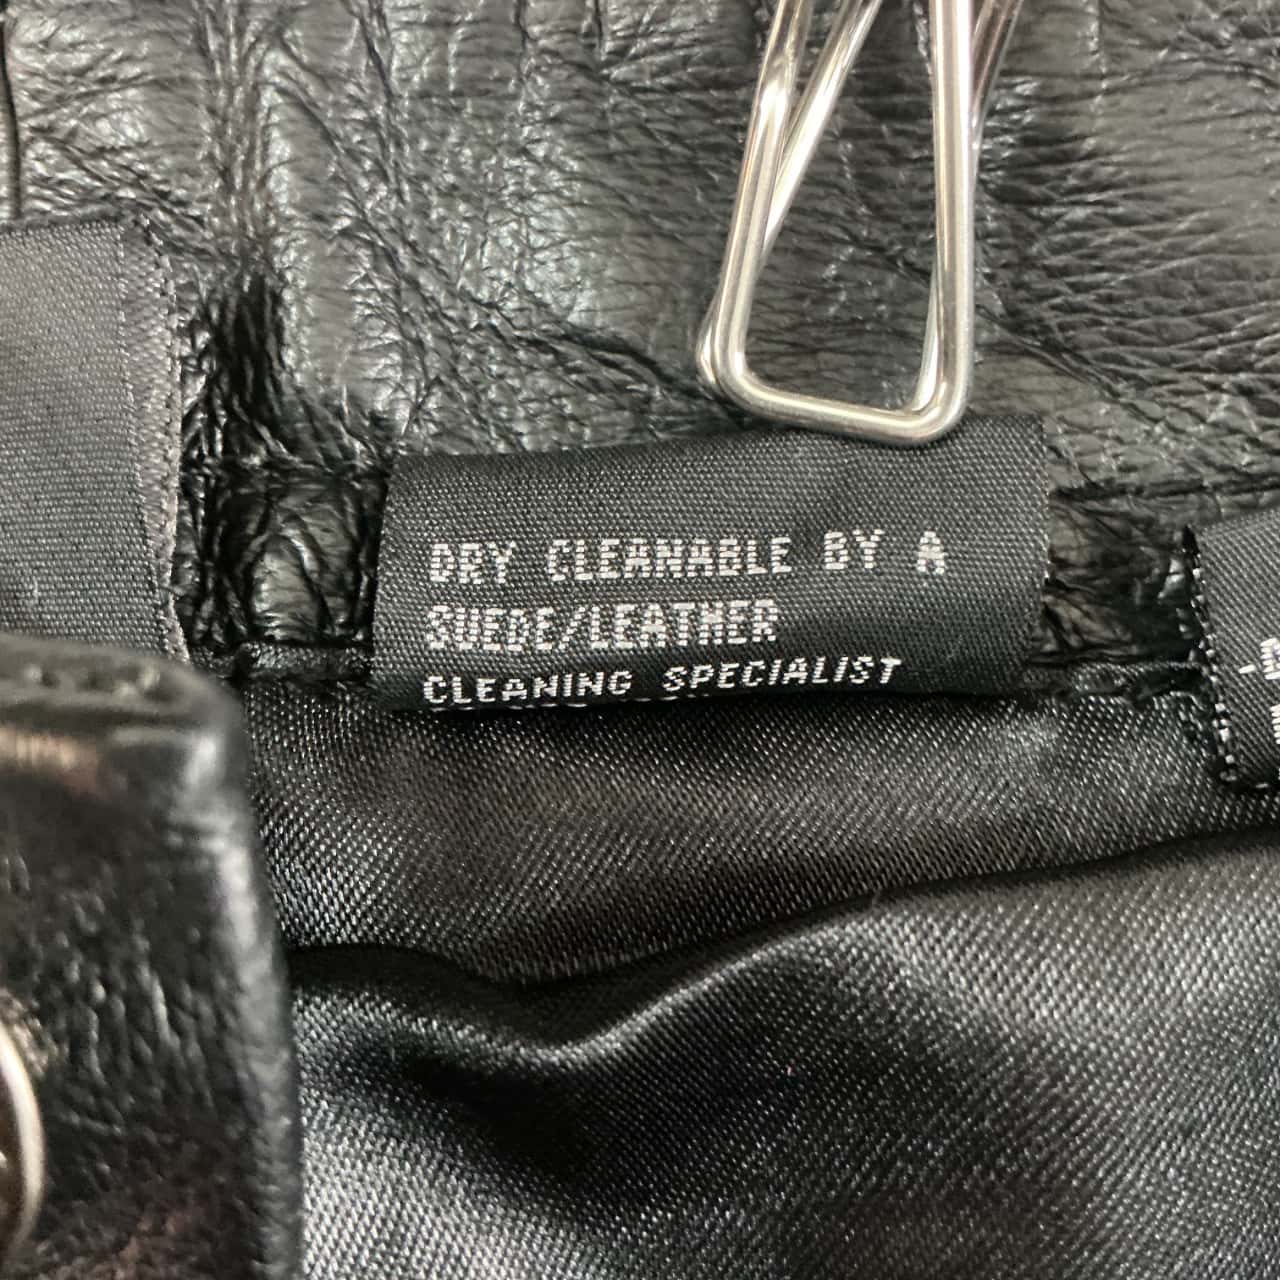 DRY CLEANABLE BY A
SUEDE/LEATHER
CLEANING SPECIALIST